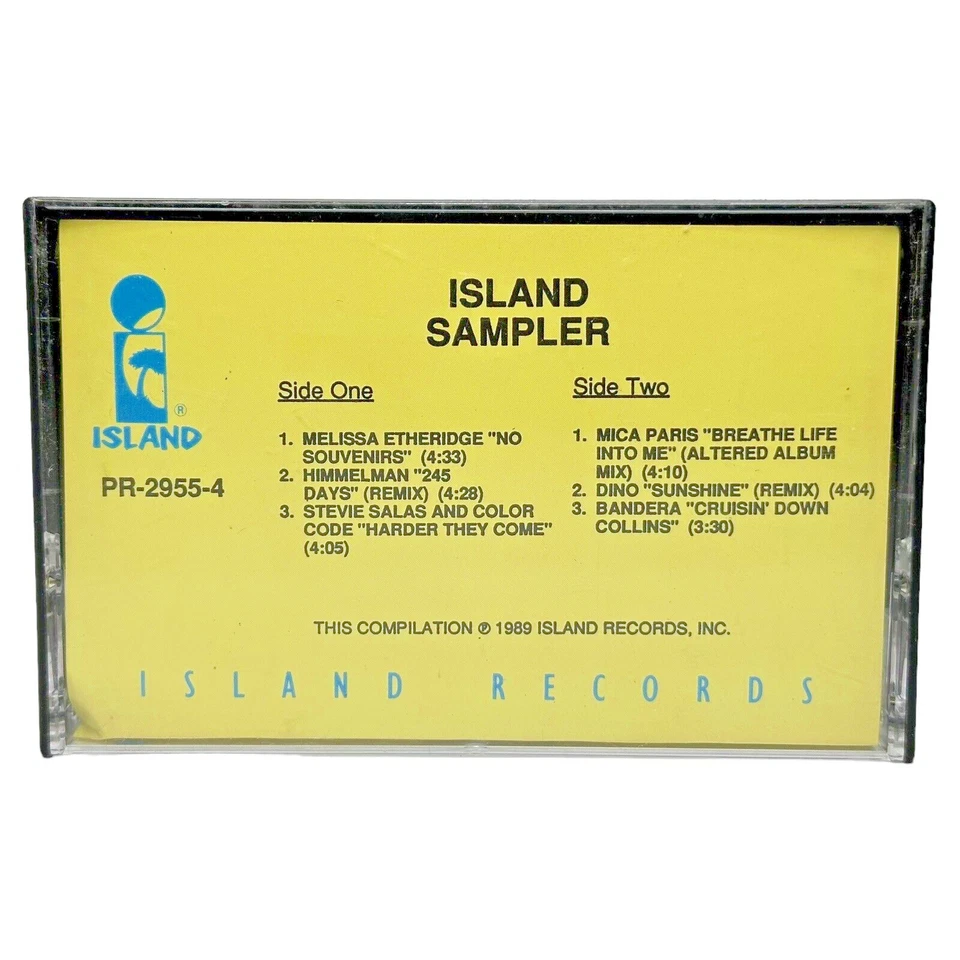 ISLAND
SAMPLER
®
ISLAND
PR-2955-4
Side One
1. MELISSA ETHERIDGE "NO
SOUVENIRS" (4:33)
2. HIMMELMAN "245
DAYS" (REMIX) (4:28)
3. STEVIE SALAS AND COLOR
CODE "HARDER THEY COME"
(4:05)
Side Two
1. MICA PARIS "BREATHE LIFE
INTO ME" (ALTERED ALBUM
MIX) (4:10)
2. DINO "SUNSHINE" (REMIX) (4:04)
3. BANDERA "CRUISIN' DOWN
COLLINS" (3:30)
THIS COMPILATION ℗ 1989 ISLAND RECORDS, INC.
ISLAND RECORDS